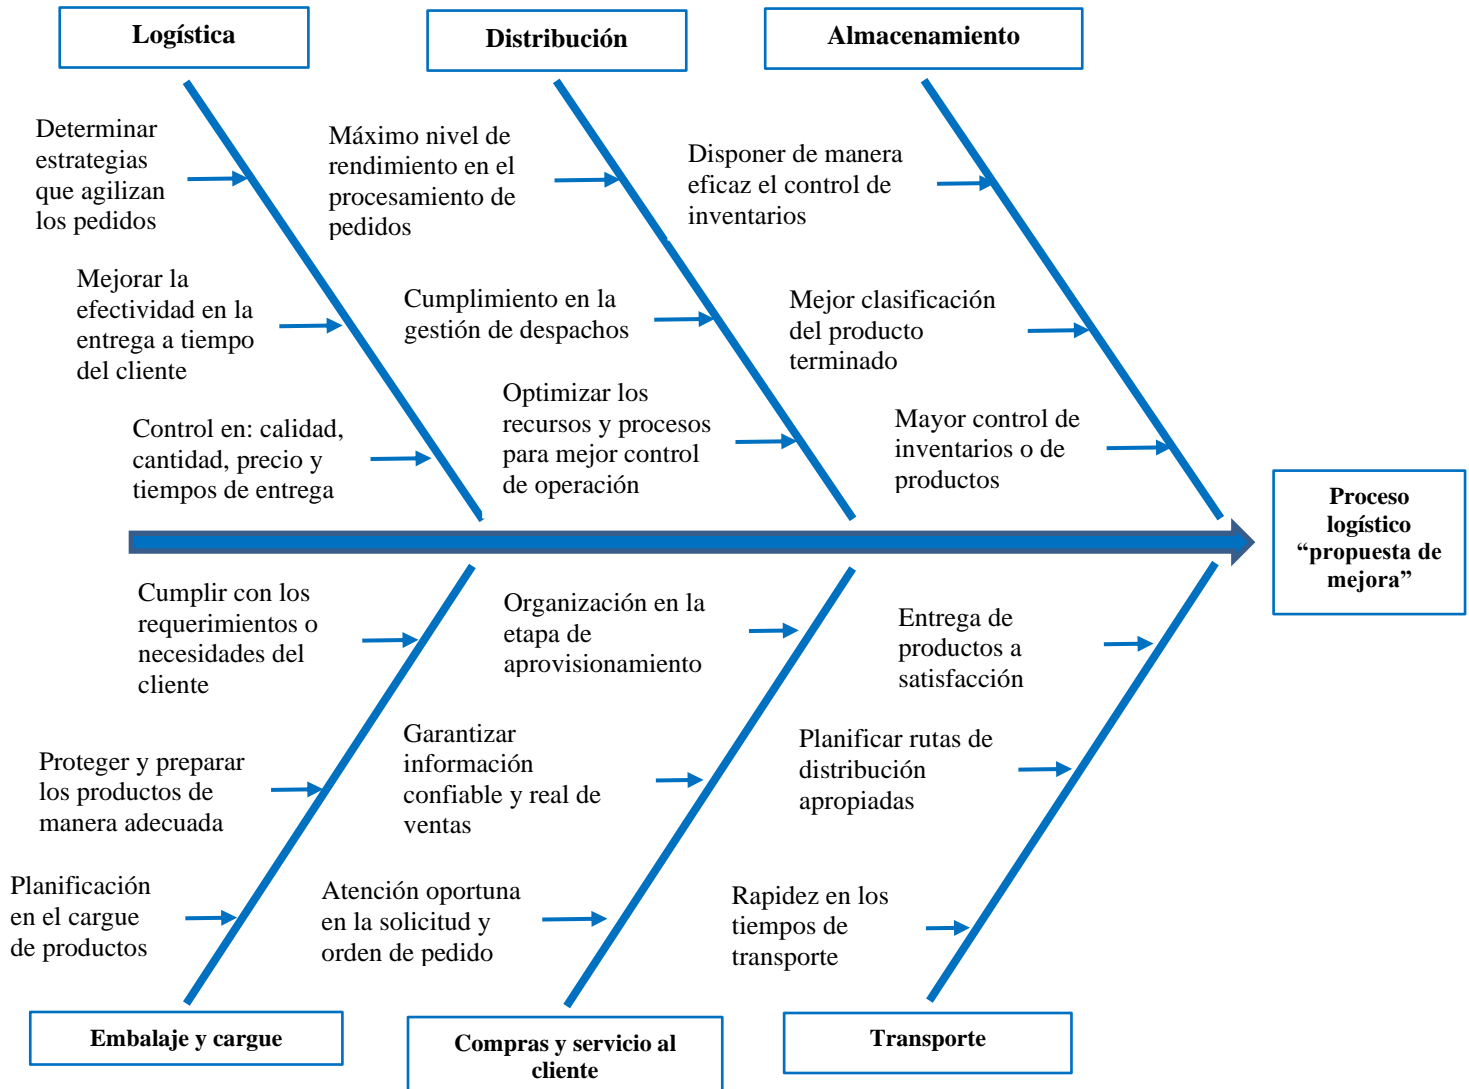 Logística
Distribución
Almacenamiento
Determinar
estrategias
que agilizan
los pedidos
Mejorar la
efectividad en la
entrega a tiempo
del cliente
Control en: calidad,
cantidad, precio y
tiempos de entrega
Máximo nivel de
rendimiento en el
procesamiento de
pedidos
Cumplimiento en la
gestión de despachos
Optimizar los
recursos y procesos
para mejor control
de operación
Disponer de manera
eficaz el control de
inventarios
Mejor clasificación
del producto
terminado
Mayor control de
inventarios o de
productos
Proceso
logístico
“propuesta de
mejora”
Cumplir con los
requerimientos o
necesidades del
cliente
Proteger y preparar
los productos de
manera adecuada
Planificación
en el cargue
de productos
Organización en la
etapa de
aprovisionamiento
Garantizar
información
confiable y real de
ventas
Atención oportuna
en la solicitud y
orden de pedido
Entrega de
productos a
satisfacción
Planificar rutas de
distribución
apropiadas
Rapidez en los
tiempos de
transporte
Embalaje y cargue
Compras y servicio al
cliente
Transporte